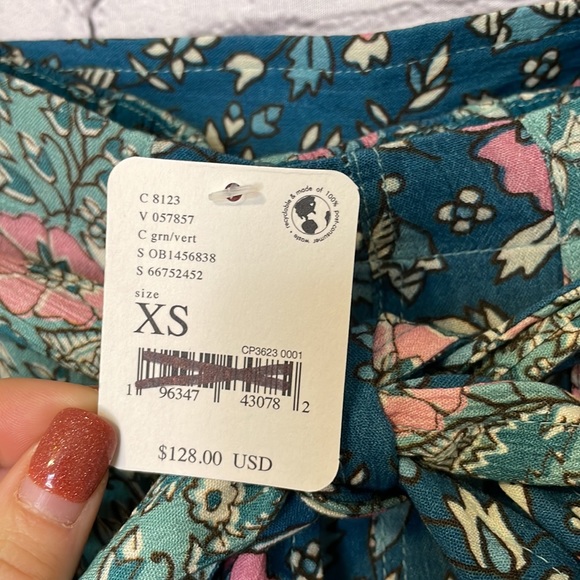 C 8123
V 057857
C grn/vert
S OB1456838
S 66752452
size
XS
recyclable & made of 100% post-consumer waste •
CP3623 0001
1 96347 43078 2
$128.00 USD